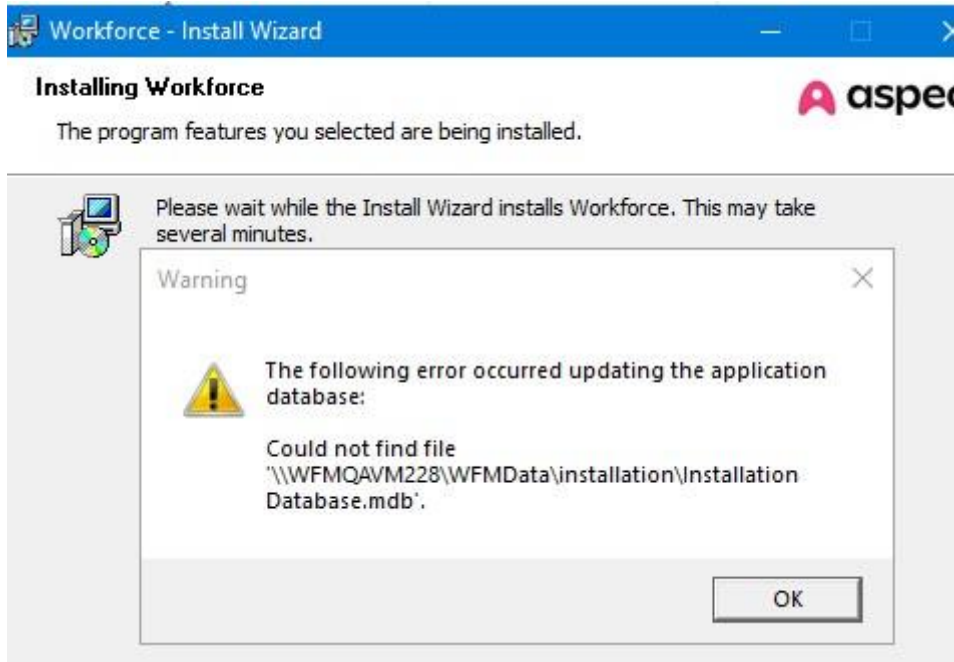 Workforce - Install Wizard
Installing Workforce
aspec
The program features you selected are being installed.
Please wait while the Install Wizard installs Workforce. This may take
several minutes.
Warning
The following error occurred updating the application
database:
Could not find file
'\\WFMQAVM228\WFMData\installation\Installation
Database.mdb'.
OK